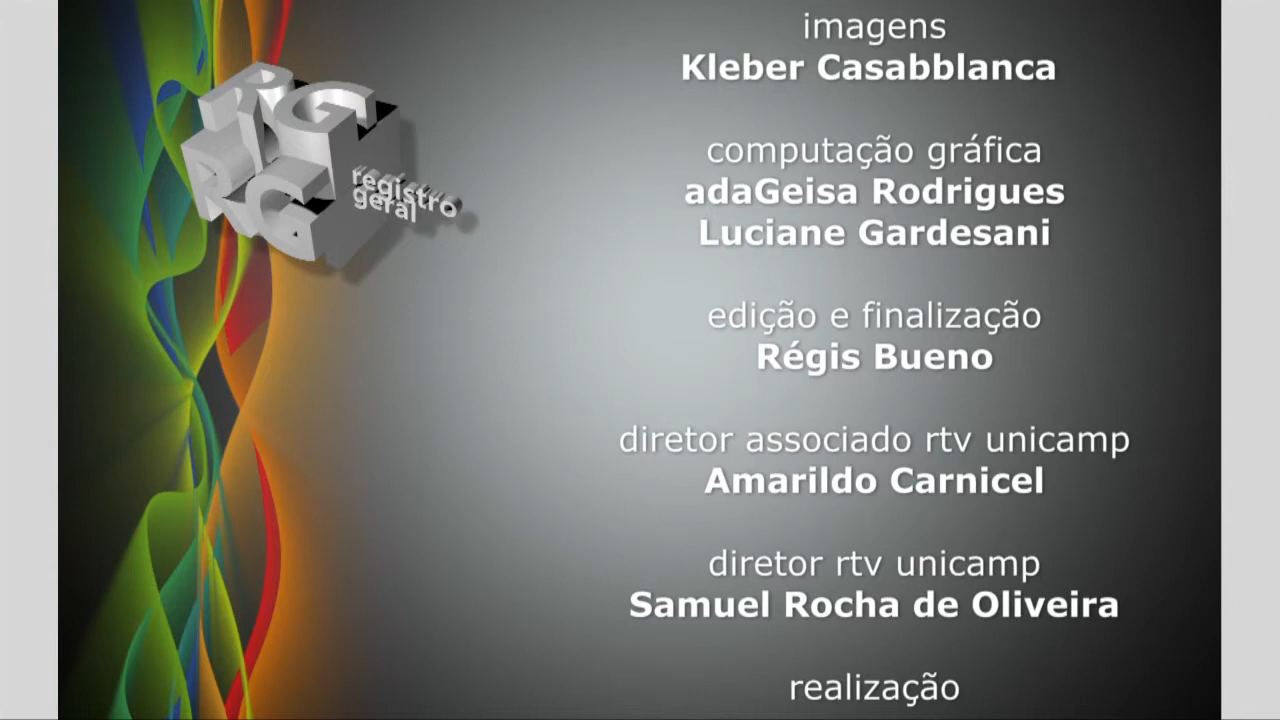 RG
RG
registro
geral
imagens
Kleber Casabblanca
computação gráfica
adaGeisa Rodrigues
Luciane Gardesani
edição e finalização
Régis Bueno
diretor associado rtv unicamp
Amarildo Carnicel
diretor rtv unicamp
Samuel Rocha de Oliveira
realização